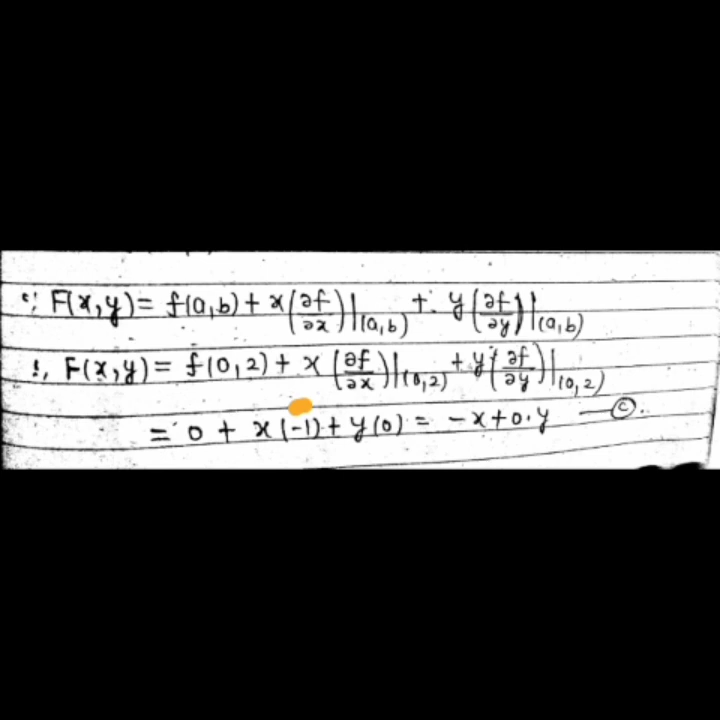 ∵ F(x,y) = f(a,b) + x(∂f/∂x)|(a,b) + y(∂f/∂y)|(a,b)
∴, F(x,y) = f(0,2) + x(∂f/∂x)|(0,2) + y(∂f/∂y)|(0,2)
= 0 + x(-1) + y(0) = -x+0.y —©.